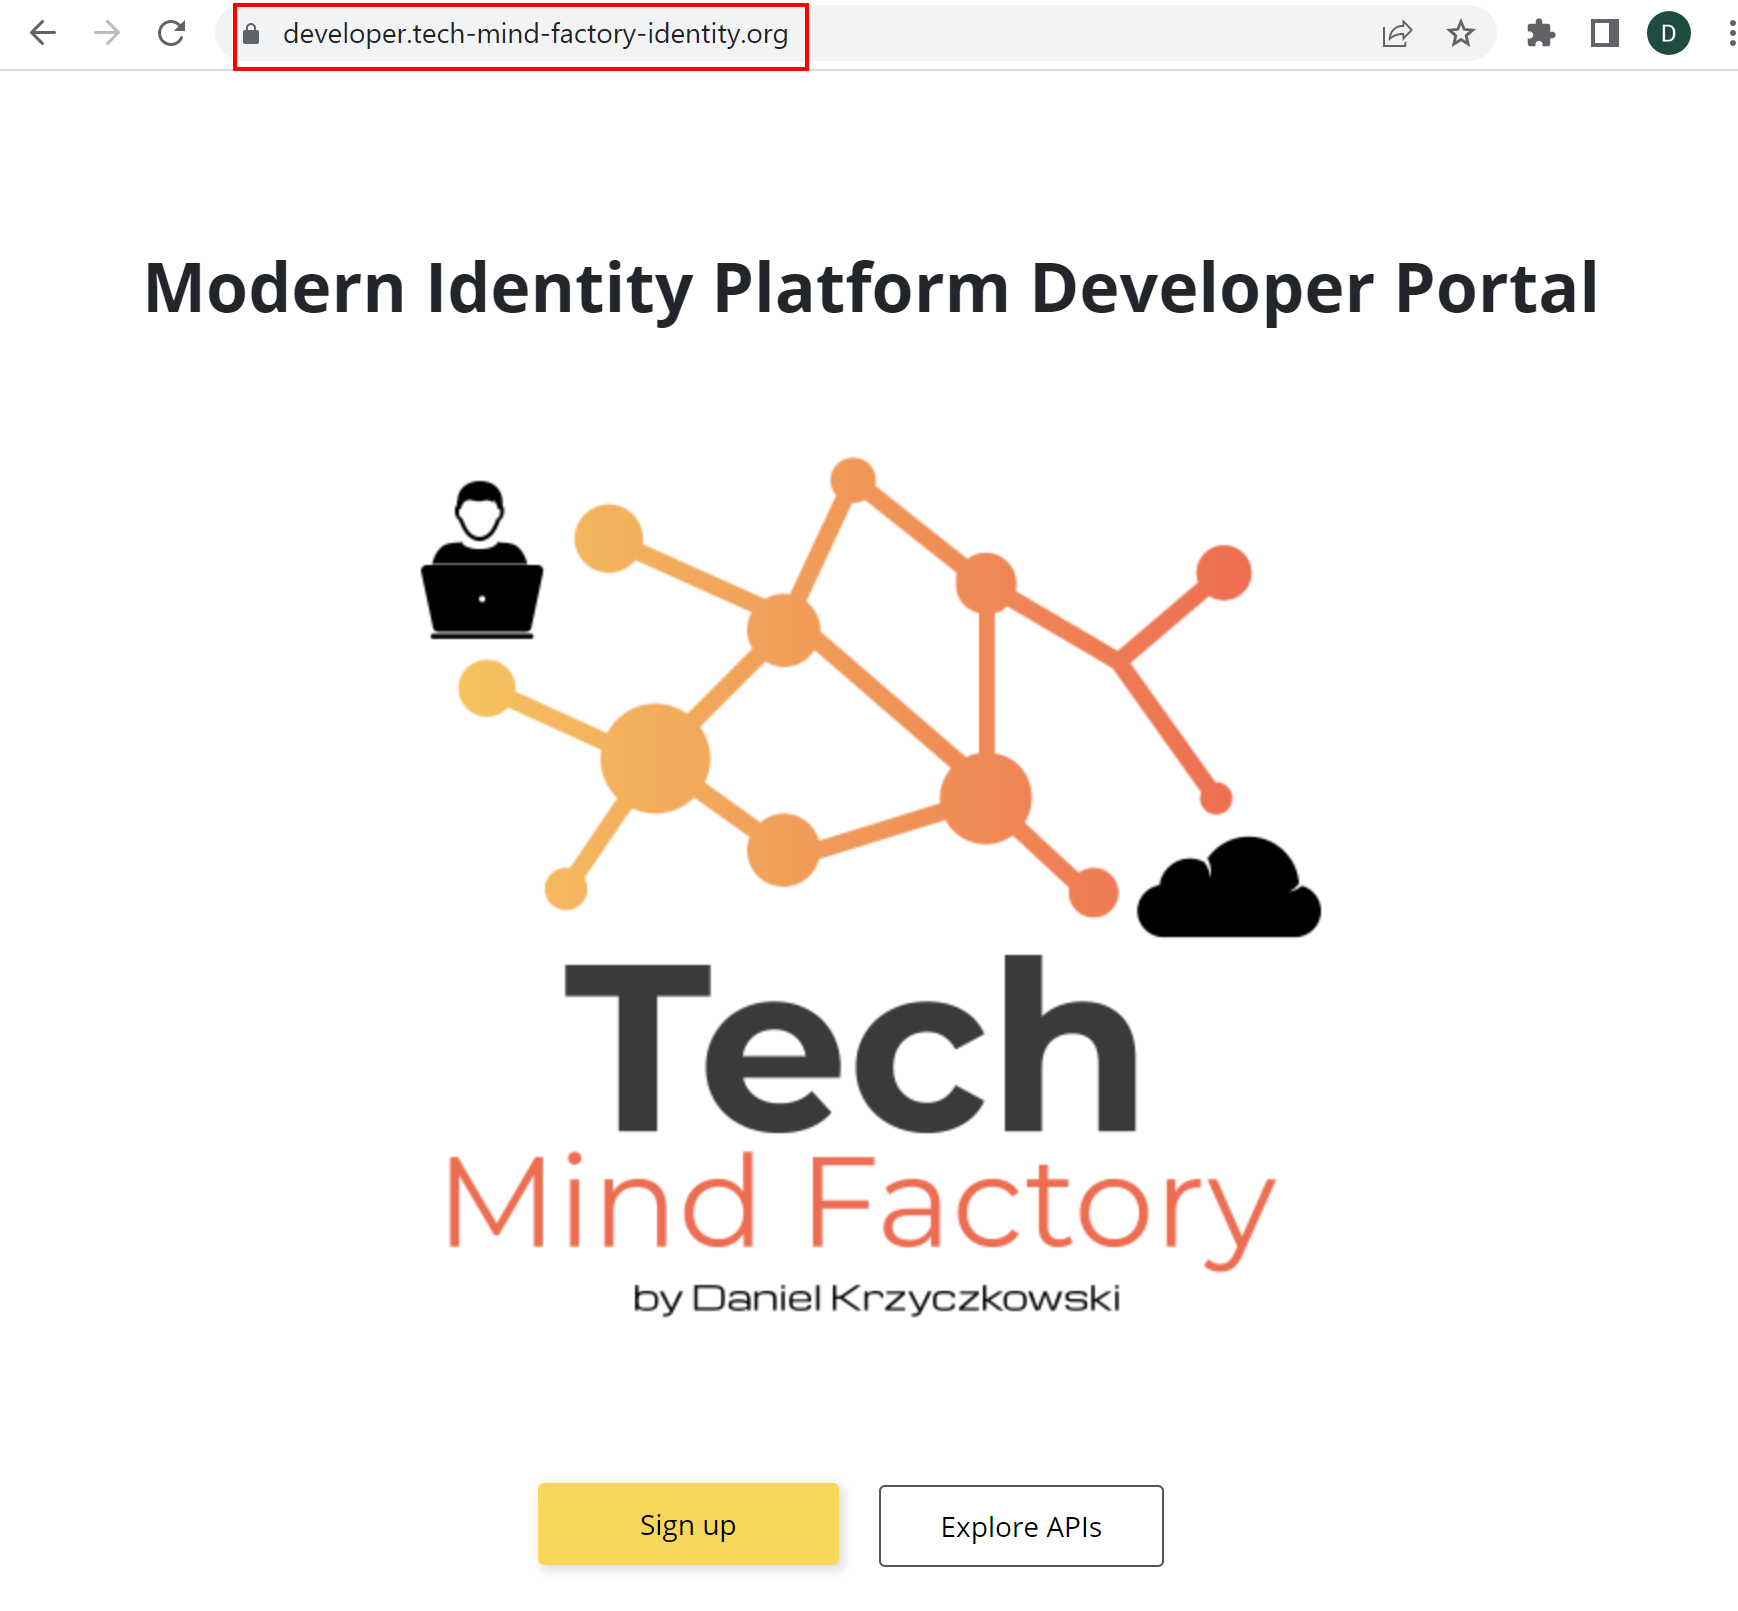 developer.tech-mind-factory-identity.org
D
Modern Identity Platform Developer Portal
Tech
Mind Factory
by Daniel Krzyczkowski
Sign up
Explore APIs